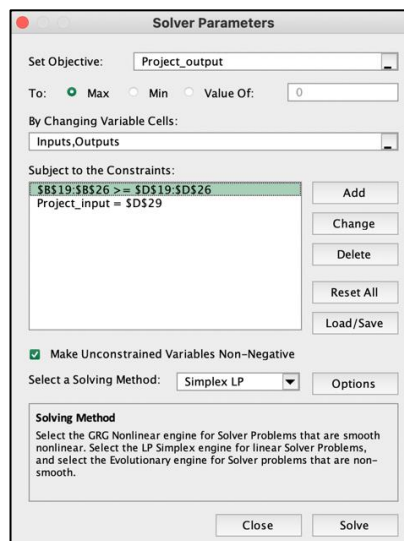 Solver Parameters
Set Objective: Project_output
To: Max Min Value Of: 0
By Changing Variable Cells:
Inputs,Outputs
Subject to the Constraints:
$B$19:$B$26 >= $D$19:$D$26
Project_input = $D$29
Add
Change
Delete
Reset All
Load/Save
Make Unconstrained Variables Non-Negative
Select a Solving Method: Simplex LP Options
Solving Method
Select the GRG Nonlinear engine for Solver Problems that are smooth
nonlinear. Select the LP Simplex engine for linear Solver Problems,
and select the Evolutionary engine for Solver problems that are non-
smooth.
Close Solve